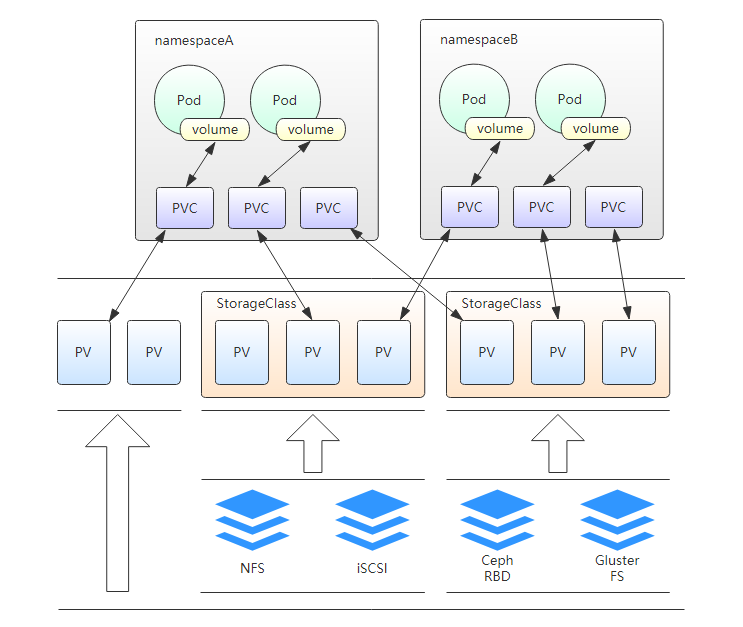 namespaceA
namespaceB
Pod
Pod
Pod
Pod
volume
volume
volume
volume
PVC
PVC
PVC
PVC
PVC
PVC
StorageClass
StorageClass
PV
PV
PV
PV
PV
PV
PV
PV
NFS
iSCSI
Ceph
RBD
Gluster
FS